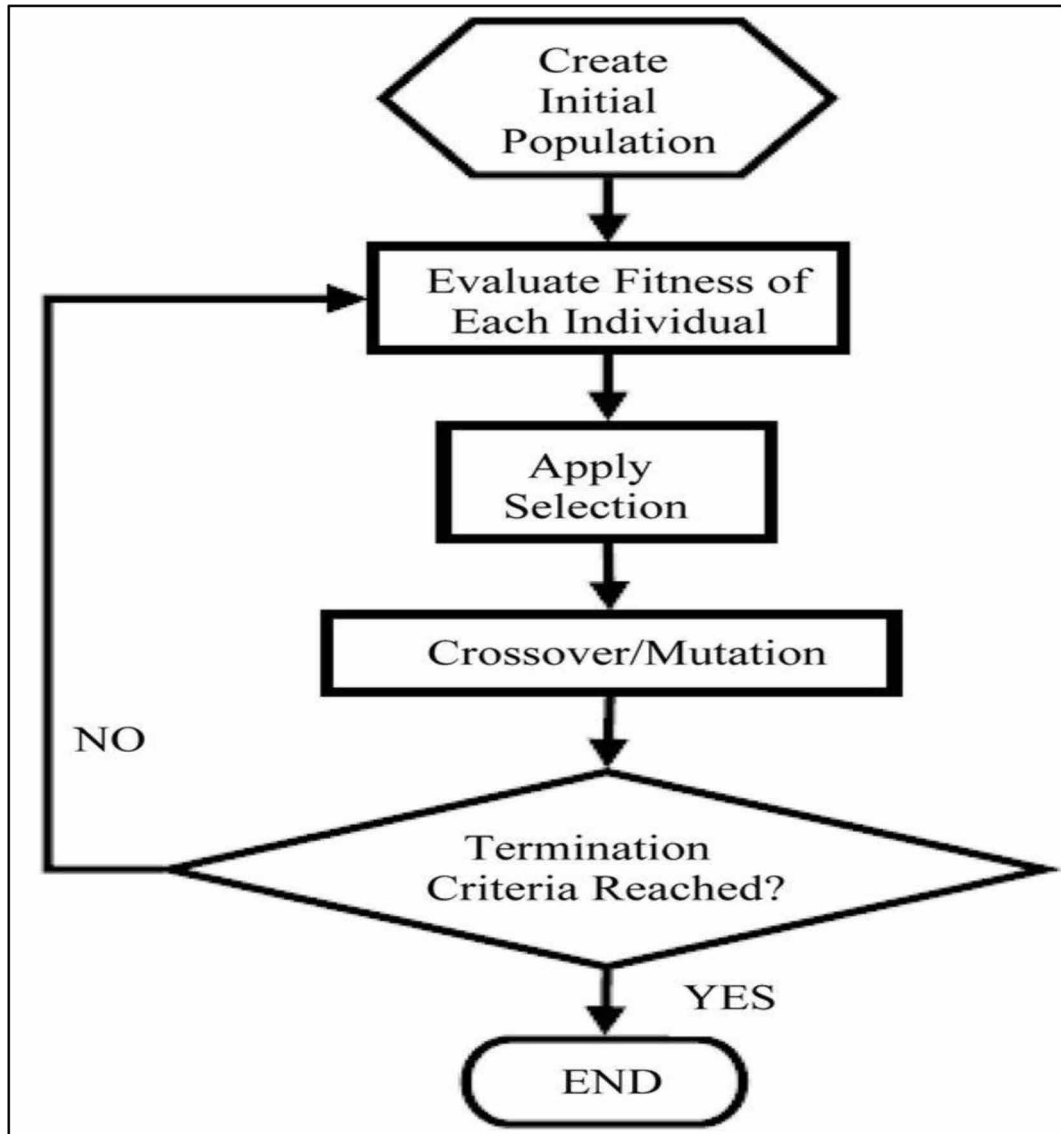 Create
Initial
Population
Evaluate Fitness of
Each Individual
Apply
Selection
Crossover/Mutation
NO
Termination
Criteria Reached?
YES
END